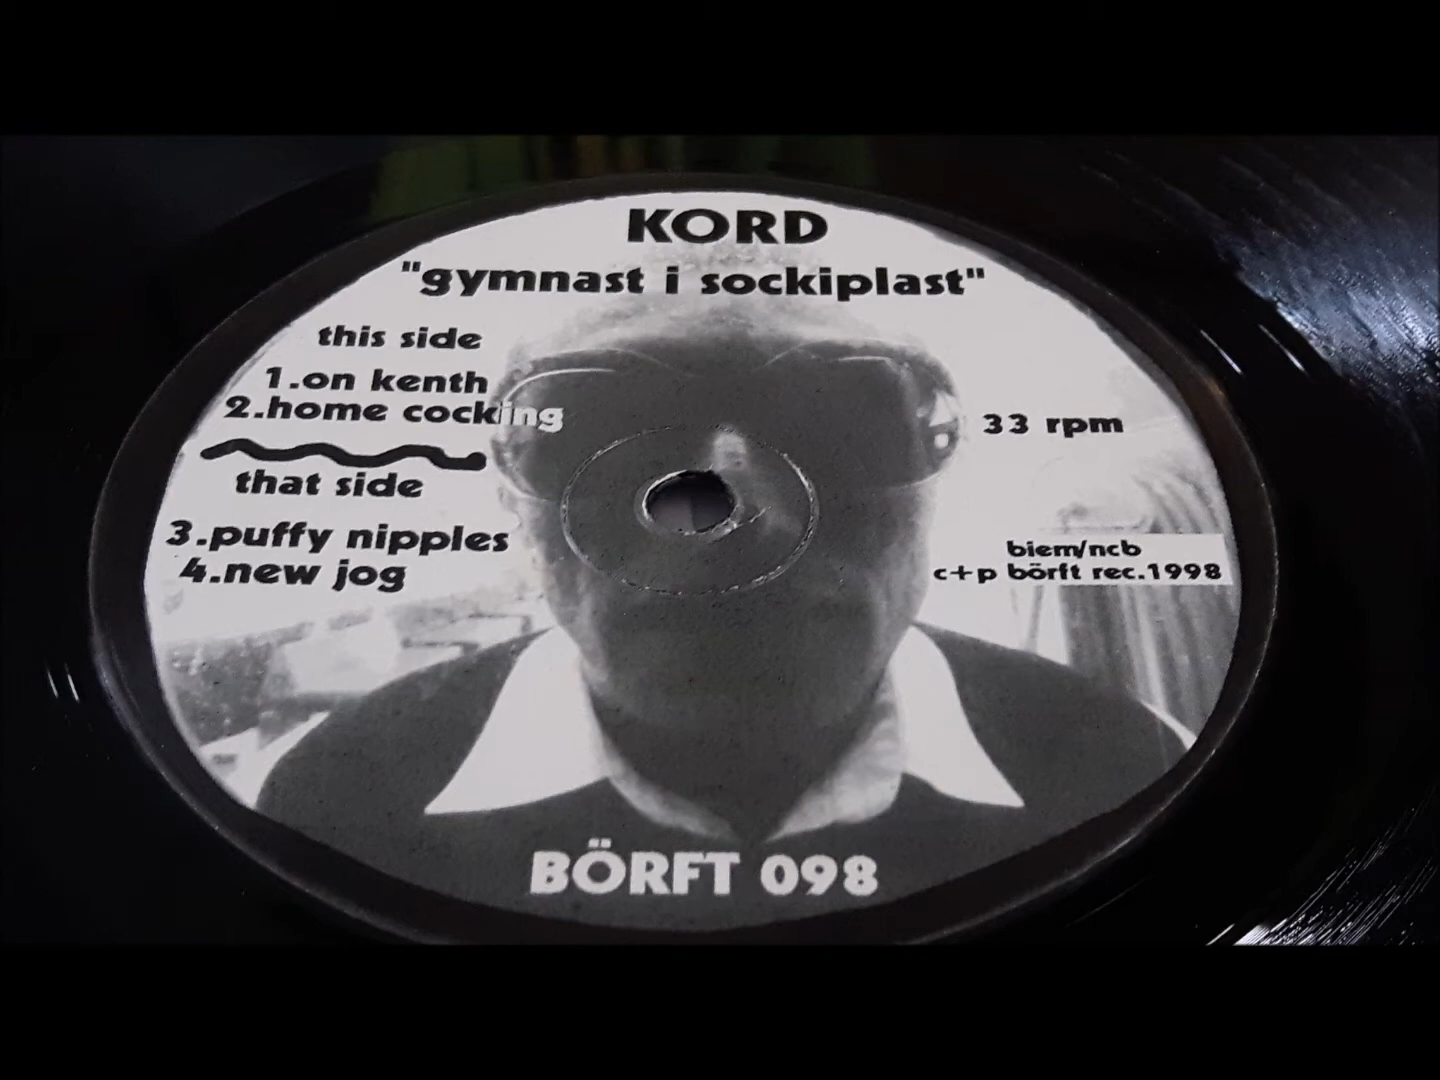 KORD
"gymnast i sockiplast"
this side
1.on kenth
2.home cocking
that side
3.puffy nipples
4.new jog
33 rpm
biem/ncb
c+p börft rec.1998
BÖRFT 098